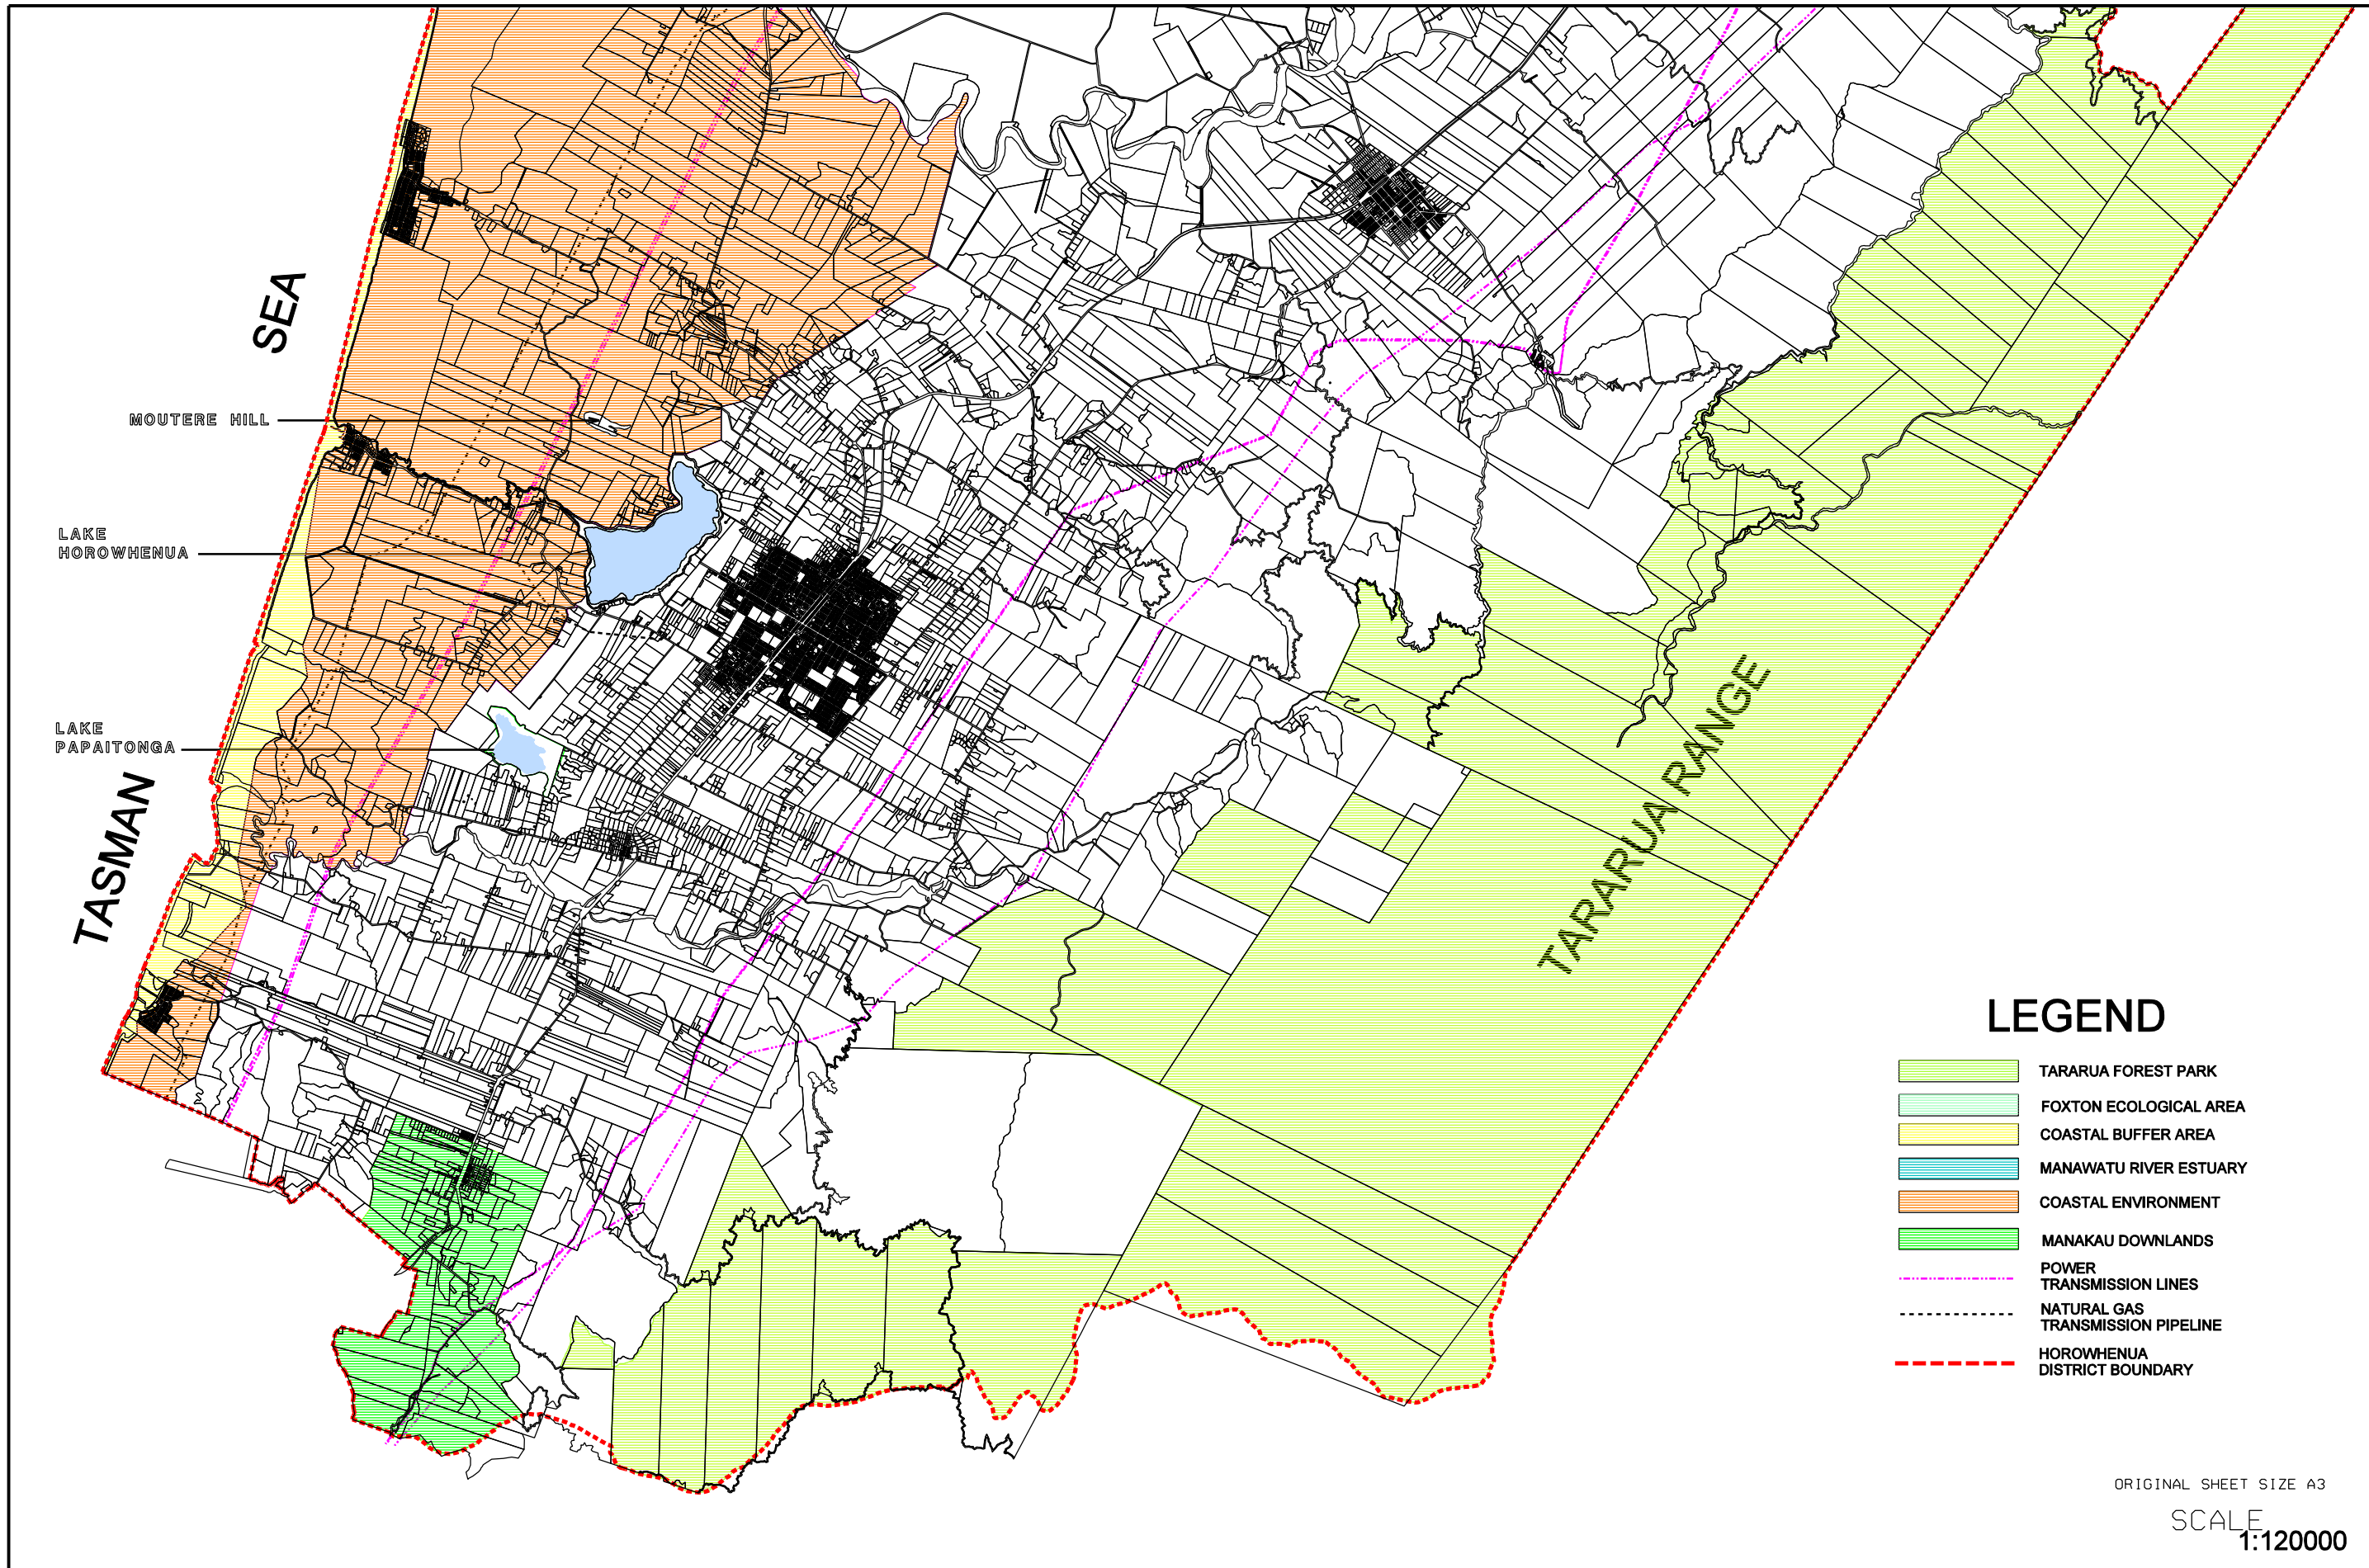 SEA
MOUTERE HILL
LAKE
HOROWHENUA
LAKE
PAPAITONGA
TASMAN
TARARUA RANGE
LEGEND
TARARUA FOREST PARK
FOXTON ECOLOGICAL AREA
COASTAL BUFFER AREA
MANAWATU RIVER ESTUARY
COASTAL ENVIRONMENT
MANAKAU DOWNLANDS
POWER
TRANSMISSION LINES
NATURAL GAS
TRANSMISSION PIPELINE
HOROWHENUA
DISTRICT BOUNDARY
ORIGINAL SHEET SIZE A3
SCALE
1:120000